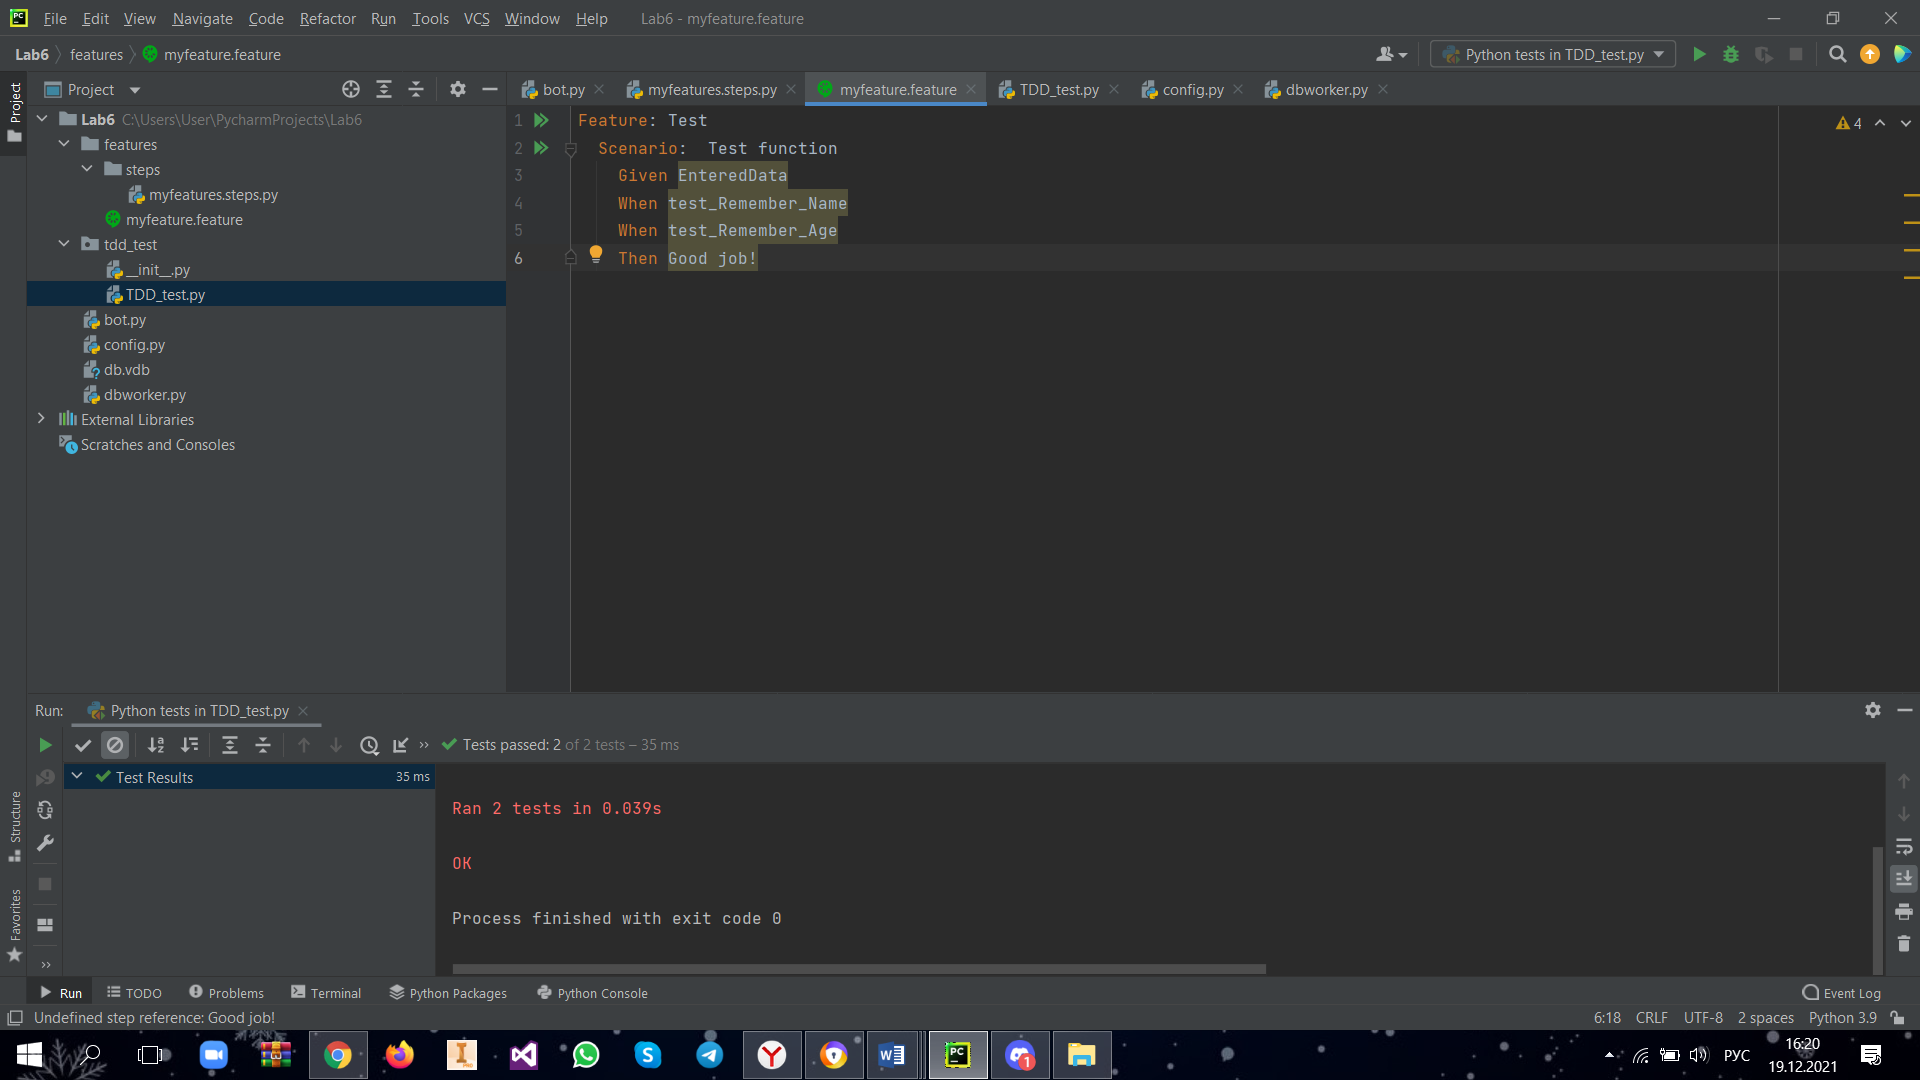 File Edit View Navigate Code Refactor Run Tools VCS Window Help Lab6 - myfeature.feature
Lab6 features myfeature.feature
Python tests in TDD_test.py
Project
Project
bot.py
myfeatures.steps.py
myfeature.feature
TDD_test.py
config.py
dbworker.py
Lab6 C:\Users\User\PycharmProjects\Lab6
features
steps
myfeatures.steps.py
myfeature.feature
tdd_test
__init__.py
TDD_test.py
bot.py
config.py
db.vdb
dbworker.py
External Libraries
Scratches and Consoles
1 Feature: Test
2 Scenario:  Test function
3 Given EnteredData
4 When test_Remember_Name
5 When test_Remember_Age
6 Then Good job!
4
Run: Python tests in TDD_test.py
Tests passed: 2 of 2 tests – 35 ms
Test Results 35 ms
Ran 2 tests in 0.039s
OK
Process finished with exit code 0
Structure
Favorites
Run TODO Problems Terminal Python Packages Python Console Event Log
Undefined step reference: Good job! 6:18 CRLF UTF-8 2 spaces Python 3.9
PC
1
РУС
16:20
19.12.2021